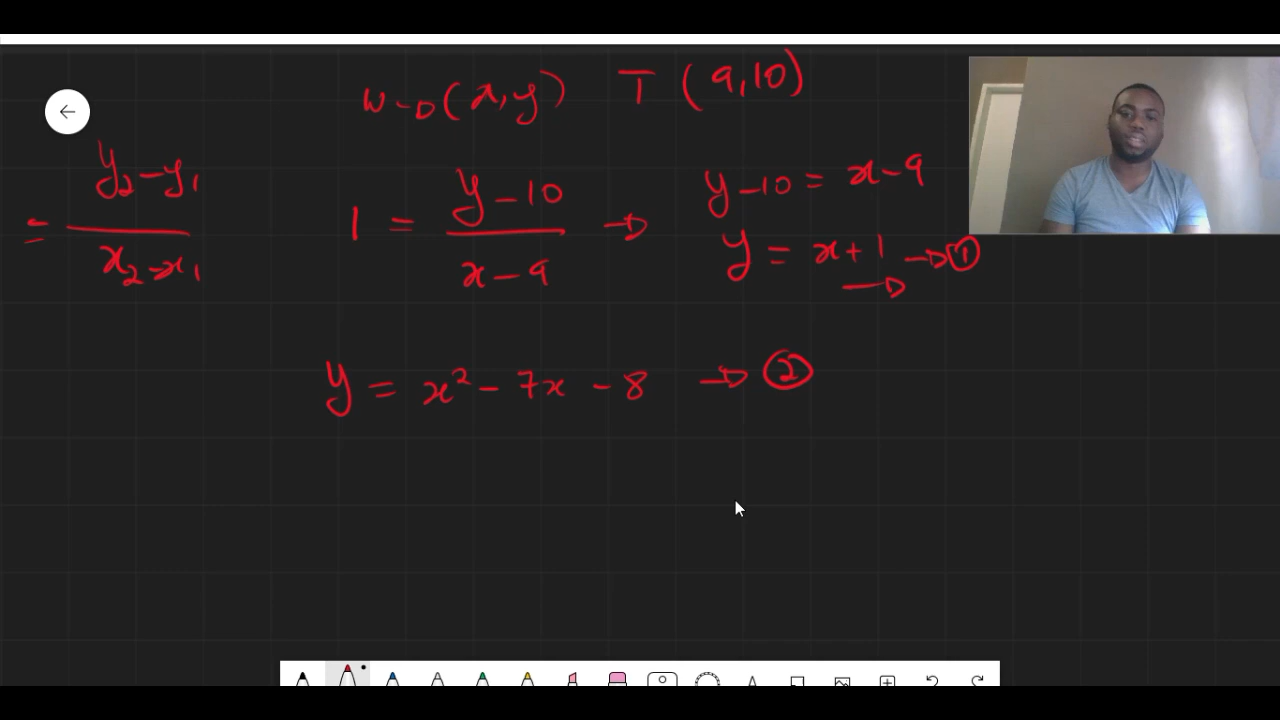 W → (x, y) T (9, 10)
= y₂ - y₁ / x₂ - x₁
1 = y - 10 / x - 9 → y - 10 = x - 9
y = x + 1 → ①
y = x² - 7x - 8 → ②